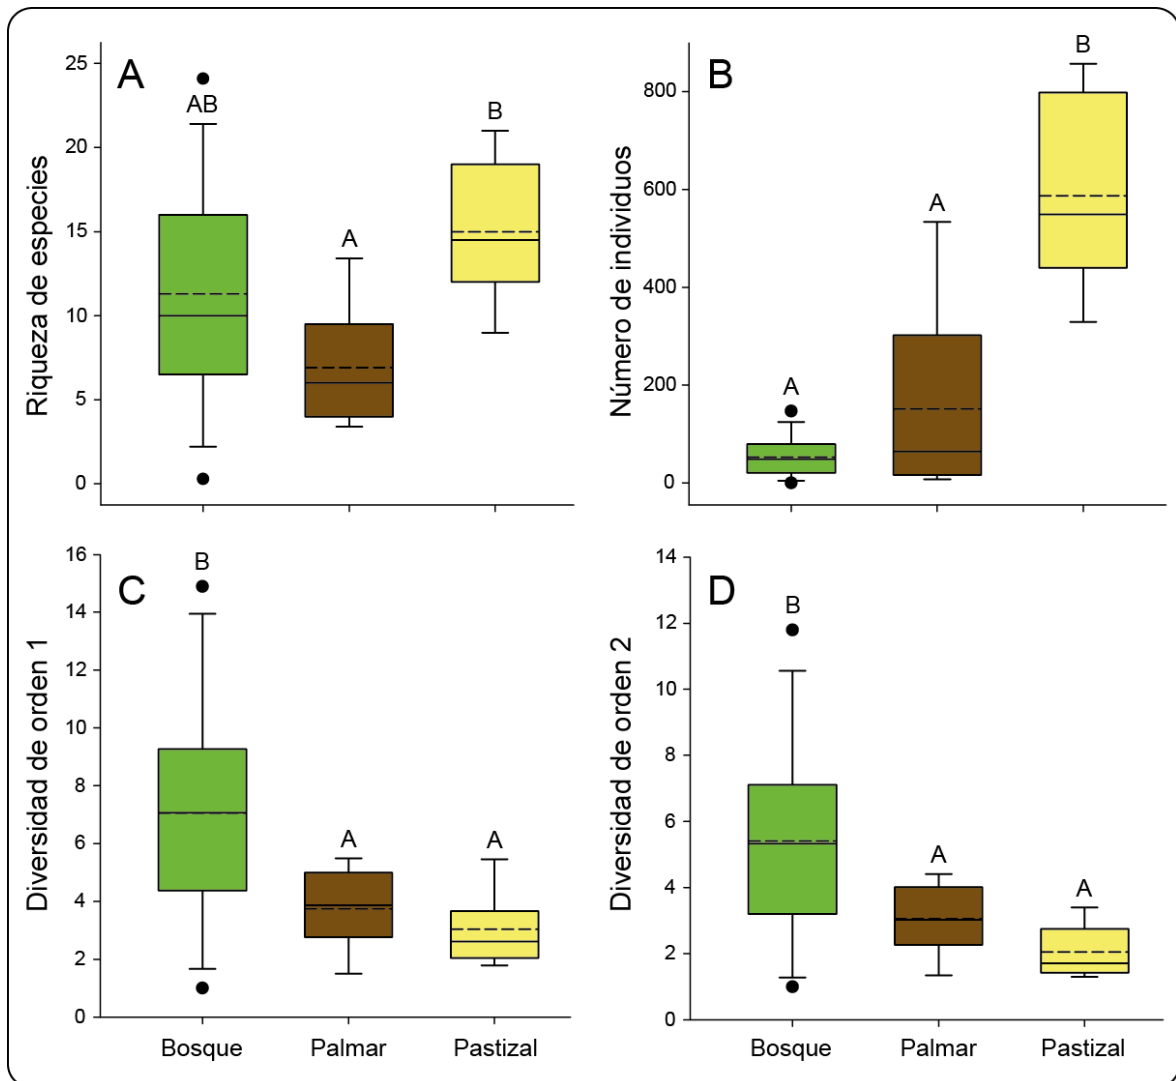 A
Riqueza de especies
25
20
15
10
5
0
AB
A
B
B
Número de individuos
800
600
400
200
0
A
A
B
C
Diversidad de orden 1
16
14
12
10
8
6
4
2
0
B
A
A
Bosque Palmar Pastizal
D
Diversidad de orden 2
14
12
10
8
6
4
2
0
B
A
A
Bosque Palmar Pastizal